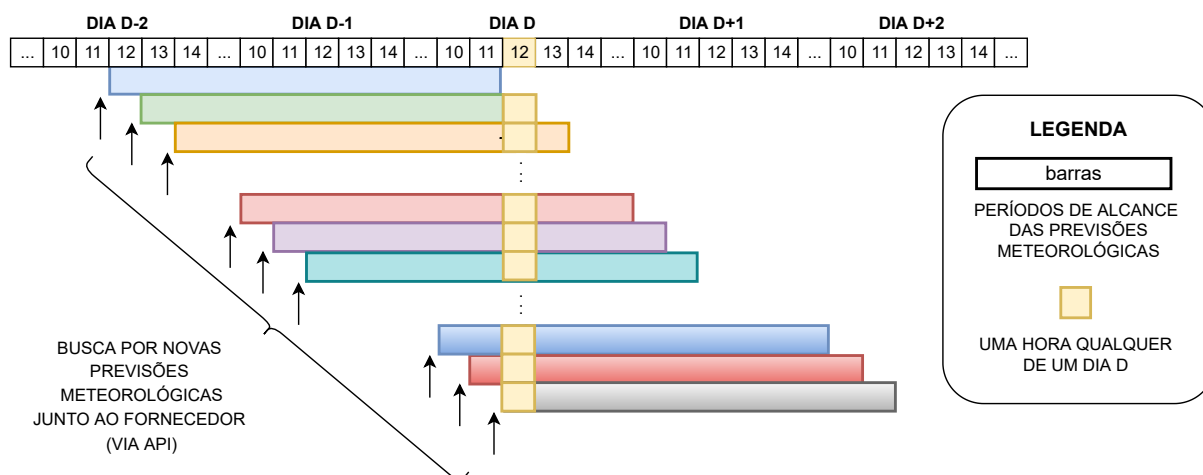 DIA D-2 DIA D-1 DIA D DIA D+1 DIA D+2
... 10 11 12 13 14 ... 10 11 12 13 14 ... 10 11 12 13 14 ... 10 11 12 13 14 ... 10 11 12 13 14 ...
LEGENDA
barras
PERÍODOS DE ALCANCE
DAS PREVISÕES
METEOROLÓGICAS
UMA HORA QUALQUER
DE UM DIA D
BUSCA POR NOVAS
PREVISÕES
METEOROLÓGICAS
JUNTO AO FORNECEDOR
(VIA API)